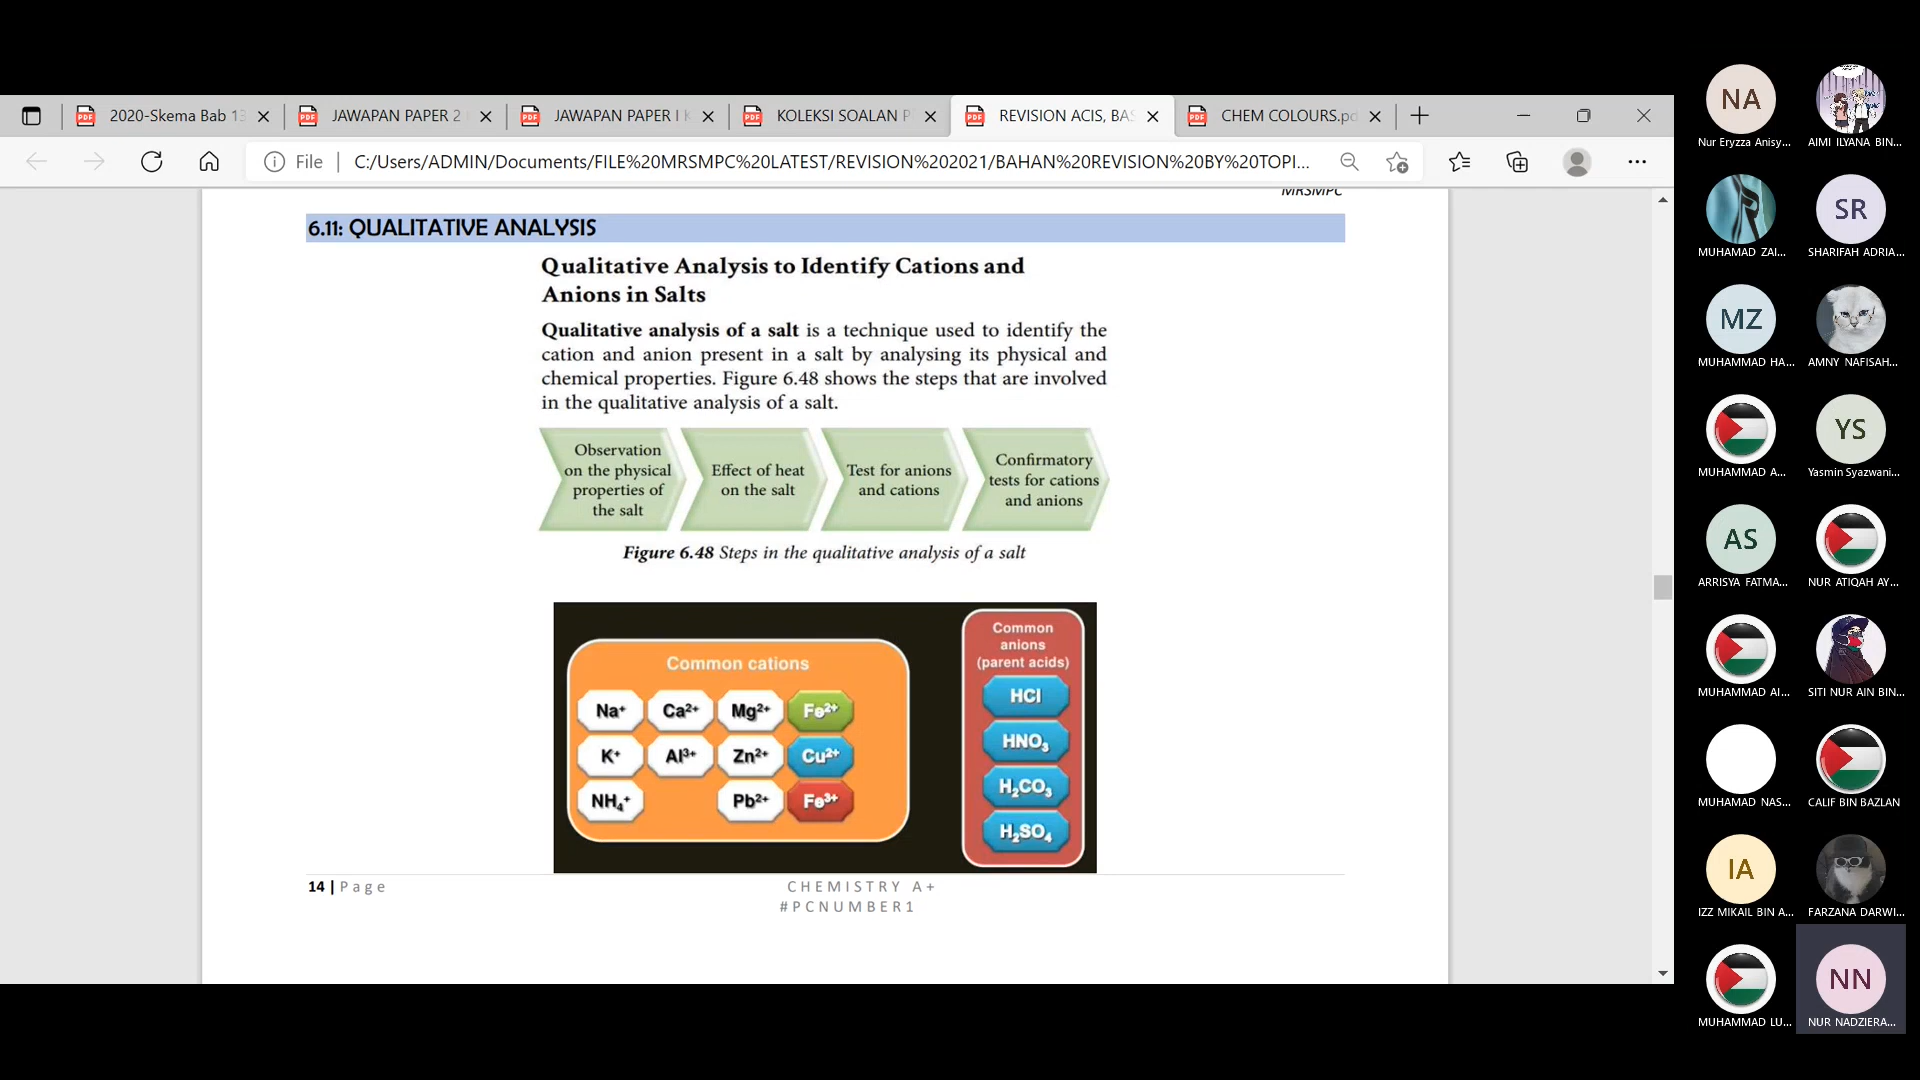 2020-Skema Bab 13
JAWAPAN PAPER 2
JAWAPAN PAPER I K
KOLEKSI SOALAN P
REVISION ACIS, BAS
CHEM COLOURS.pd
File
C:/Users/ADMIN/Documents/FILE%20MRSMPC%20LATEST/REVISION%202021/BAHAN%20REVISION%20BY%20TOPI...
MRSMPC
6.11: QUALITATIVE ANALYSIS
Qualitative Analysis to Identify Cations and
Anions in Salts
Qualitative analysis of a salt is a technique used to identify the
cation and anion present in a salt by analysing its physical and
chemical properties. Figure 6.48 shows the steps that are involved
in the qualitative analysis of a salt.
Observation
on the physical
properties of
the salt
Effect of heat
on the salt
Test for anions
and cations
Confirmatory
tests for cations
and anions
Figure 6.48 Steps in the qualitative analysis of a salt
Common cations
Na⁺ Ca²⁺ Mg²⁺ Fe²⁺
K⁺ Al³⁺ Zn²⁺ Cu²⁺
NH₄⁺ Pb²⁺ Fe³⁺
Common
anions
(parent acids)
HCl
HNO₃
H₂CO₃
H₂SO₄
14 | Page
CHEMISTRY A+
#PCNUMBER1
NA
Nur Eryzza Anisy...
AIMI ILYANA BIN...
MUHAMAD ZAI...
SR
SHARIFAH ADRIA...
MZ
MUHAMMAD HA...
AMNY NAFISAH...
MUHAMMAD A...
YS
Yasmin Syazwani...
AS
ARRISYA FATMA...
NUR ATIQAH AY...
MUHAMMAD AI...
SITI NUR AIN BIN...
MUHAMAD NAS...
CALIF BIN BAZLAN
IA
IZZ MIKAIL BIN A...
FARZANA DARWI...
MUHAMMAD LU...
NN
NUR NADZIERA...